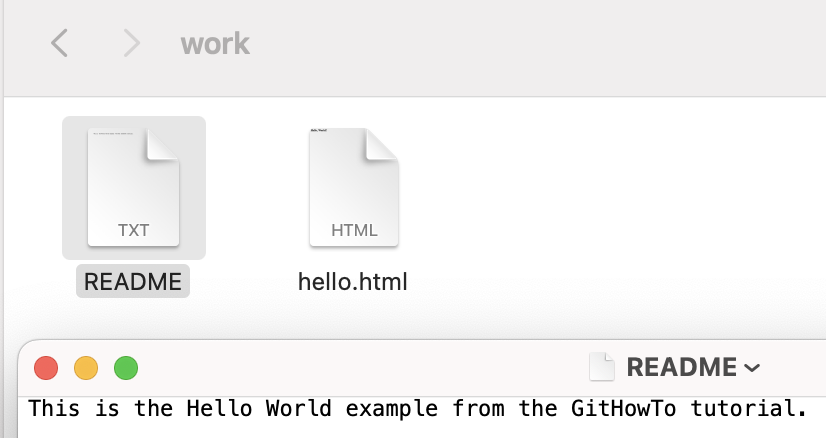 work
TXT
HTML
README
hello.html
README
This is the Hello World example from the GitHowTo tutorial.